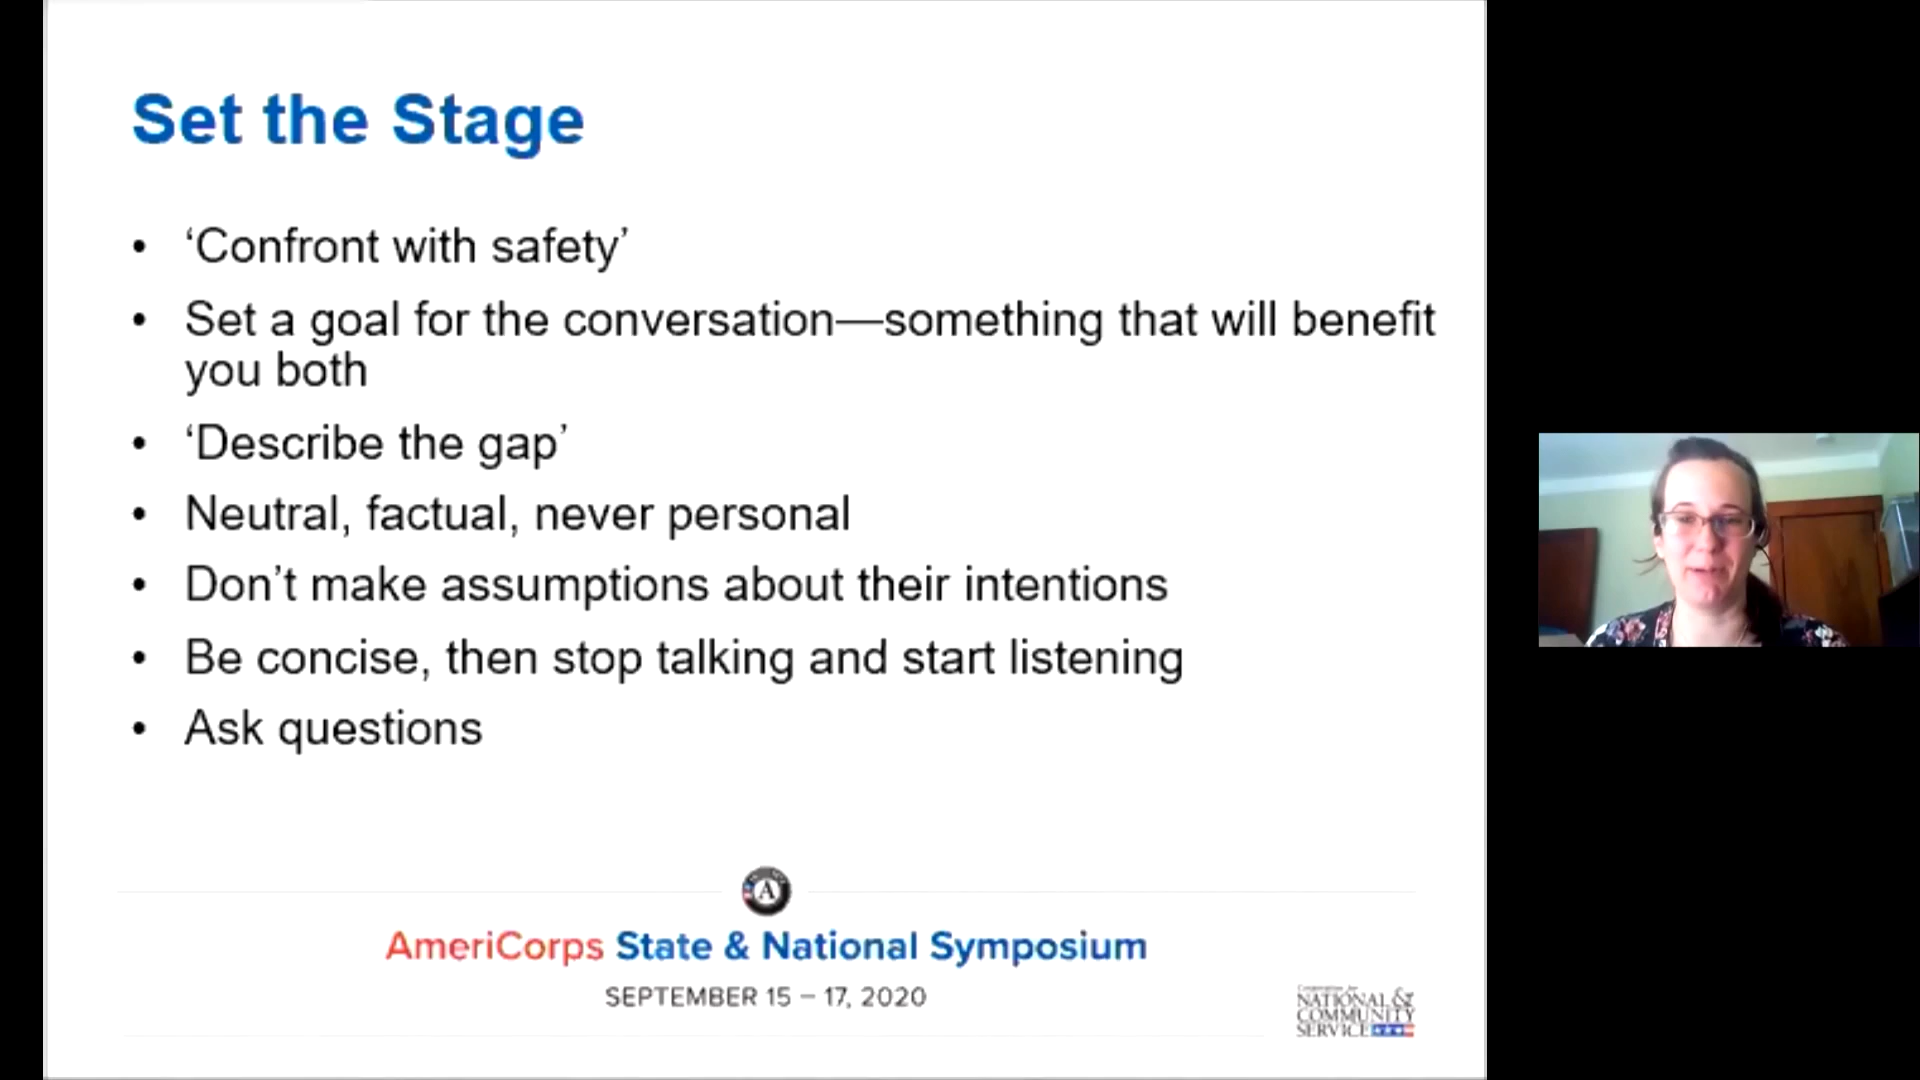 Set the Stage
• ‘Confront with safety’
• Set a goal for the conversation—something that will benefit
you both
• ‘Describe the gap’
• Neutral, factual, never personal
• Don’t make assumptions about their intentions
• Be concise, then stop talking and start listening
• Ask questions
A
AmeriCorps State & National Symposium
SEPTEMBER 15 – 17, 2020
NATIONAL &
COMMUNITY
SERVICE